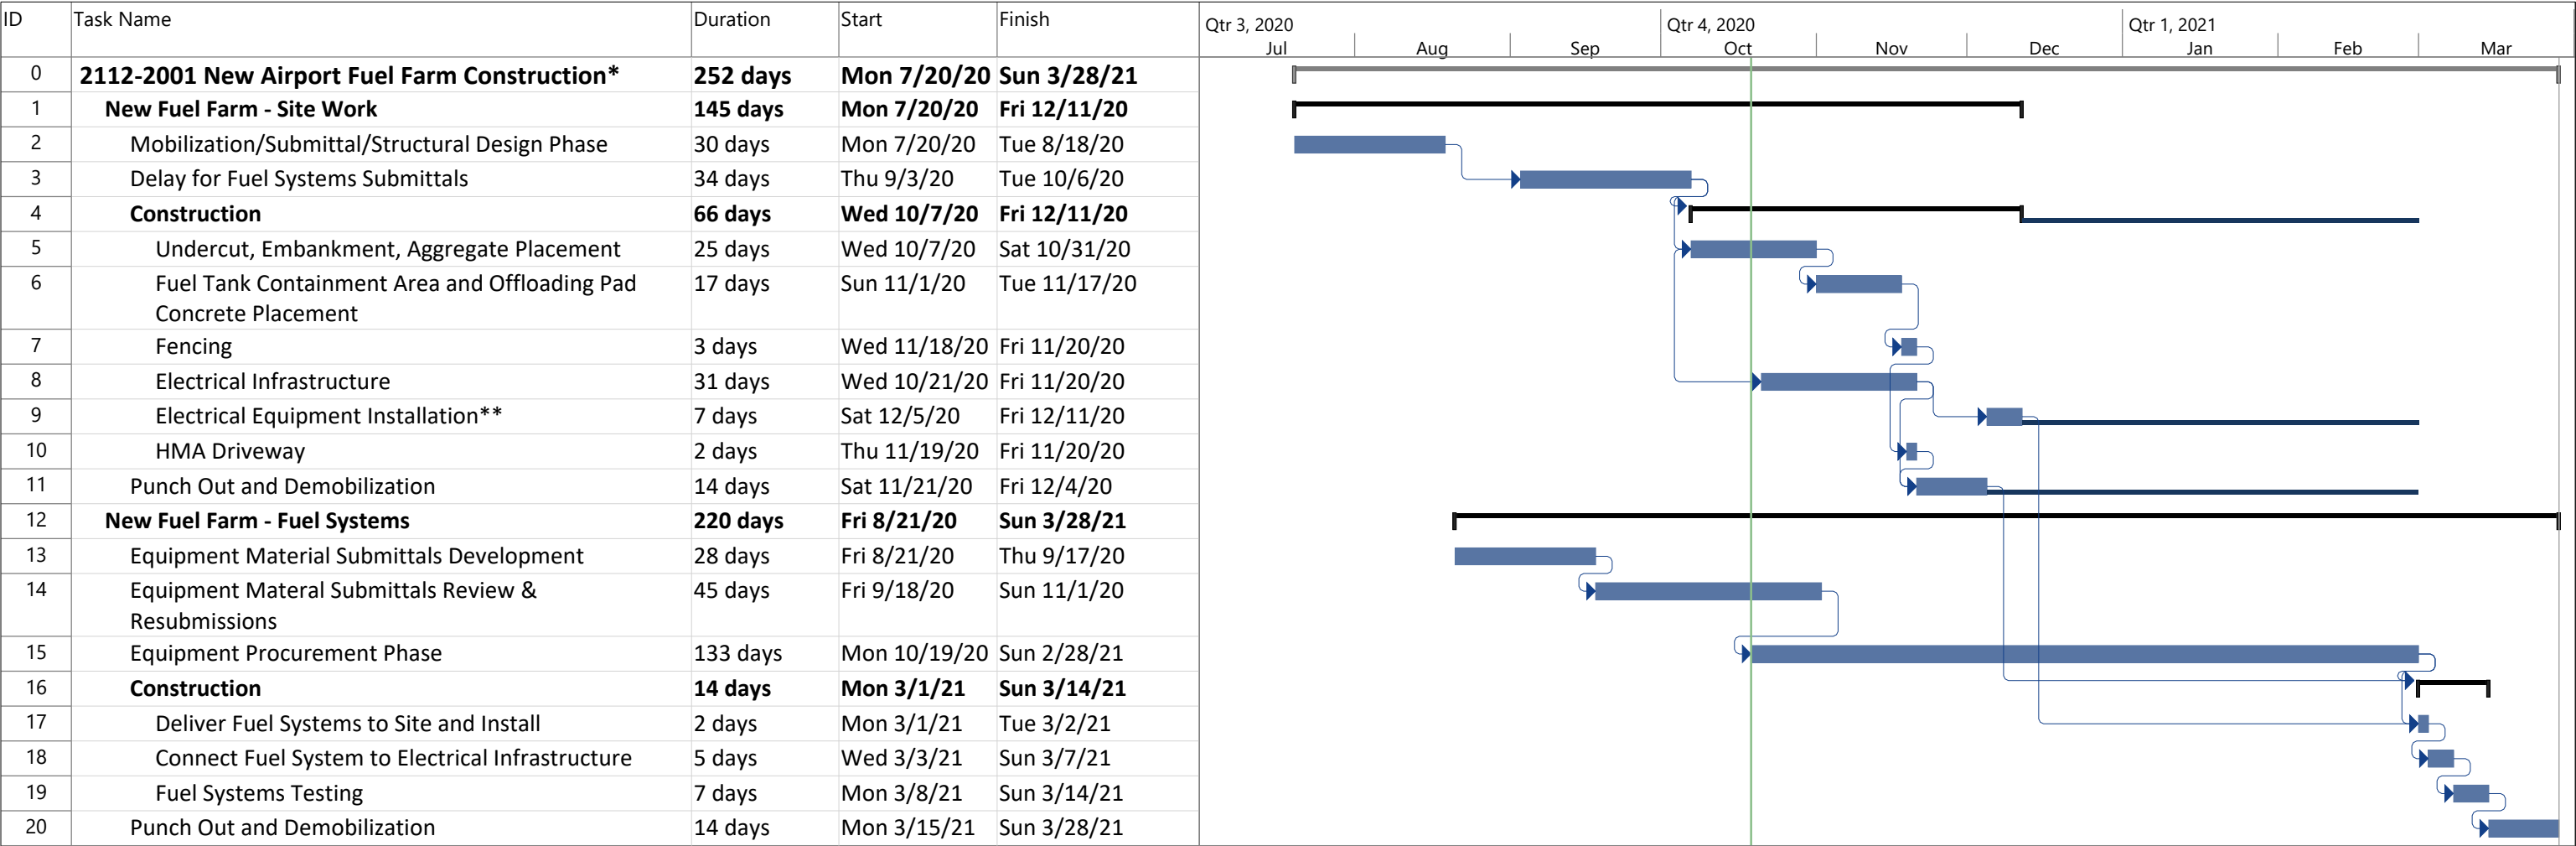 ID Task Name Duration Start Finish Qtr 3, 2020 Qtr 4, 2020 Qtr 1, 2021
Jul Aug Sep Oct Nov Dec Jan Feb Mar
0 2112-2001 New Airport Fuel Farm Construction* 252 days Mon 7/20/20 Sun 3/28/21
1 New Fuel Farm - Site Work 145 days Mon 7/20/20 Fri 12/11/20
2 Mobilization/Submittal/Structural Design Phase 30 days Mon 7/20/20 Tue 8/18/20
3 Delay for Fuel Systems Submittals 34 days Thu 9/3/20 Tue 10/6/20
4 Construction 66 days Wed 10/7/20 Fri 12/11/20
5 Undercut, Embankment, Aggregate Placement 25 days Wed 10/7/20 Sat 10/31/20
6 Fuel Tank Containment Area and Offloading Pad 17 days Sun 11/1/20 Tue 11/17/20
Concrete Placement
7 Fencing 3 days Wed 11/18/20 Fri 11/20/20
8 Electrical Infrastructure 31 days Wed 10/21/20 Fri 11/20/20
9 Electrical Equipment Installation** 7 days Sat 12/5/20 Fri 12/11/20
10 HMA Driveway 2 days Thu 11/19/20 Fri 11/20/20
11 Punch Out and Demobilization 14 days Sat 11/21/20 Fri 12/4/20
12 New Fuel Farm - Fuel Systems 220 days Fri 8/21/20 Sun 3/28/21
13 Equipment Material Submittals Development 28 days Fri 8/21/20 Thu 9/17/20
14 Equipment Materal Submittals Review & 45 days Fri 9/18/20 Sun 11/1/20
Resubmissions
15 Equipment Procurement Phase 133 days Mon 10/19/20 Sun 2/28/21
16 Construction 14 days Mon 3/1/21 Sun 3/14/21
17 Deliver Fuel Systems to Site and Install 2 days Mon 3/1/21 Tue 3/2/21
18 Connect Fuel System to Electrical Infrastructure 5 days Wed 3/3/21 Sun 3/7/21
19 Fuel Systems Testing 7 days Mon 3/8/21 Sun 3/14/21
20 Punch Out and Demobilization 14 days Mon 3/15/21 Sun 3/28/21